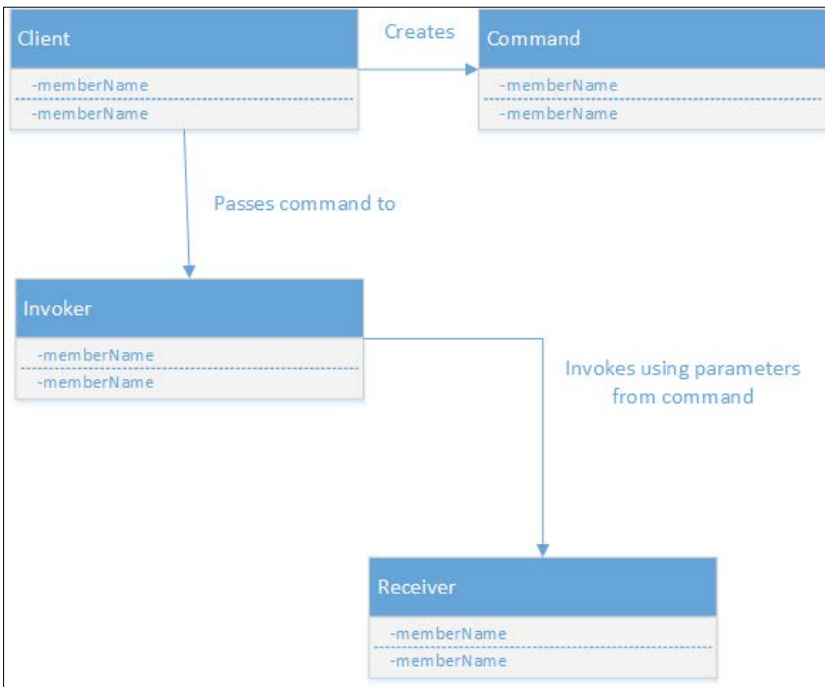 Client
-memberName
-memberName
Creates
Command
-memberName
-memberName
Passes command to
Invoker
-memberName
-memberName
Invokes using parameters
from command
Receiver
-memberName
-memberName